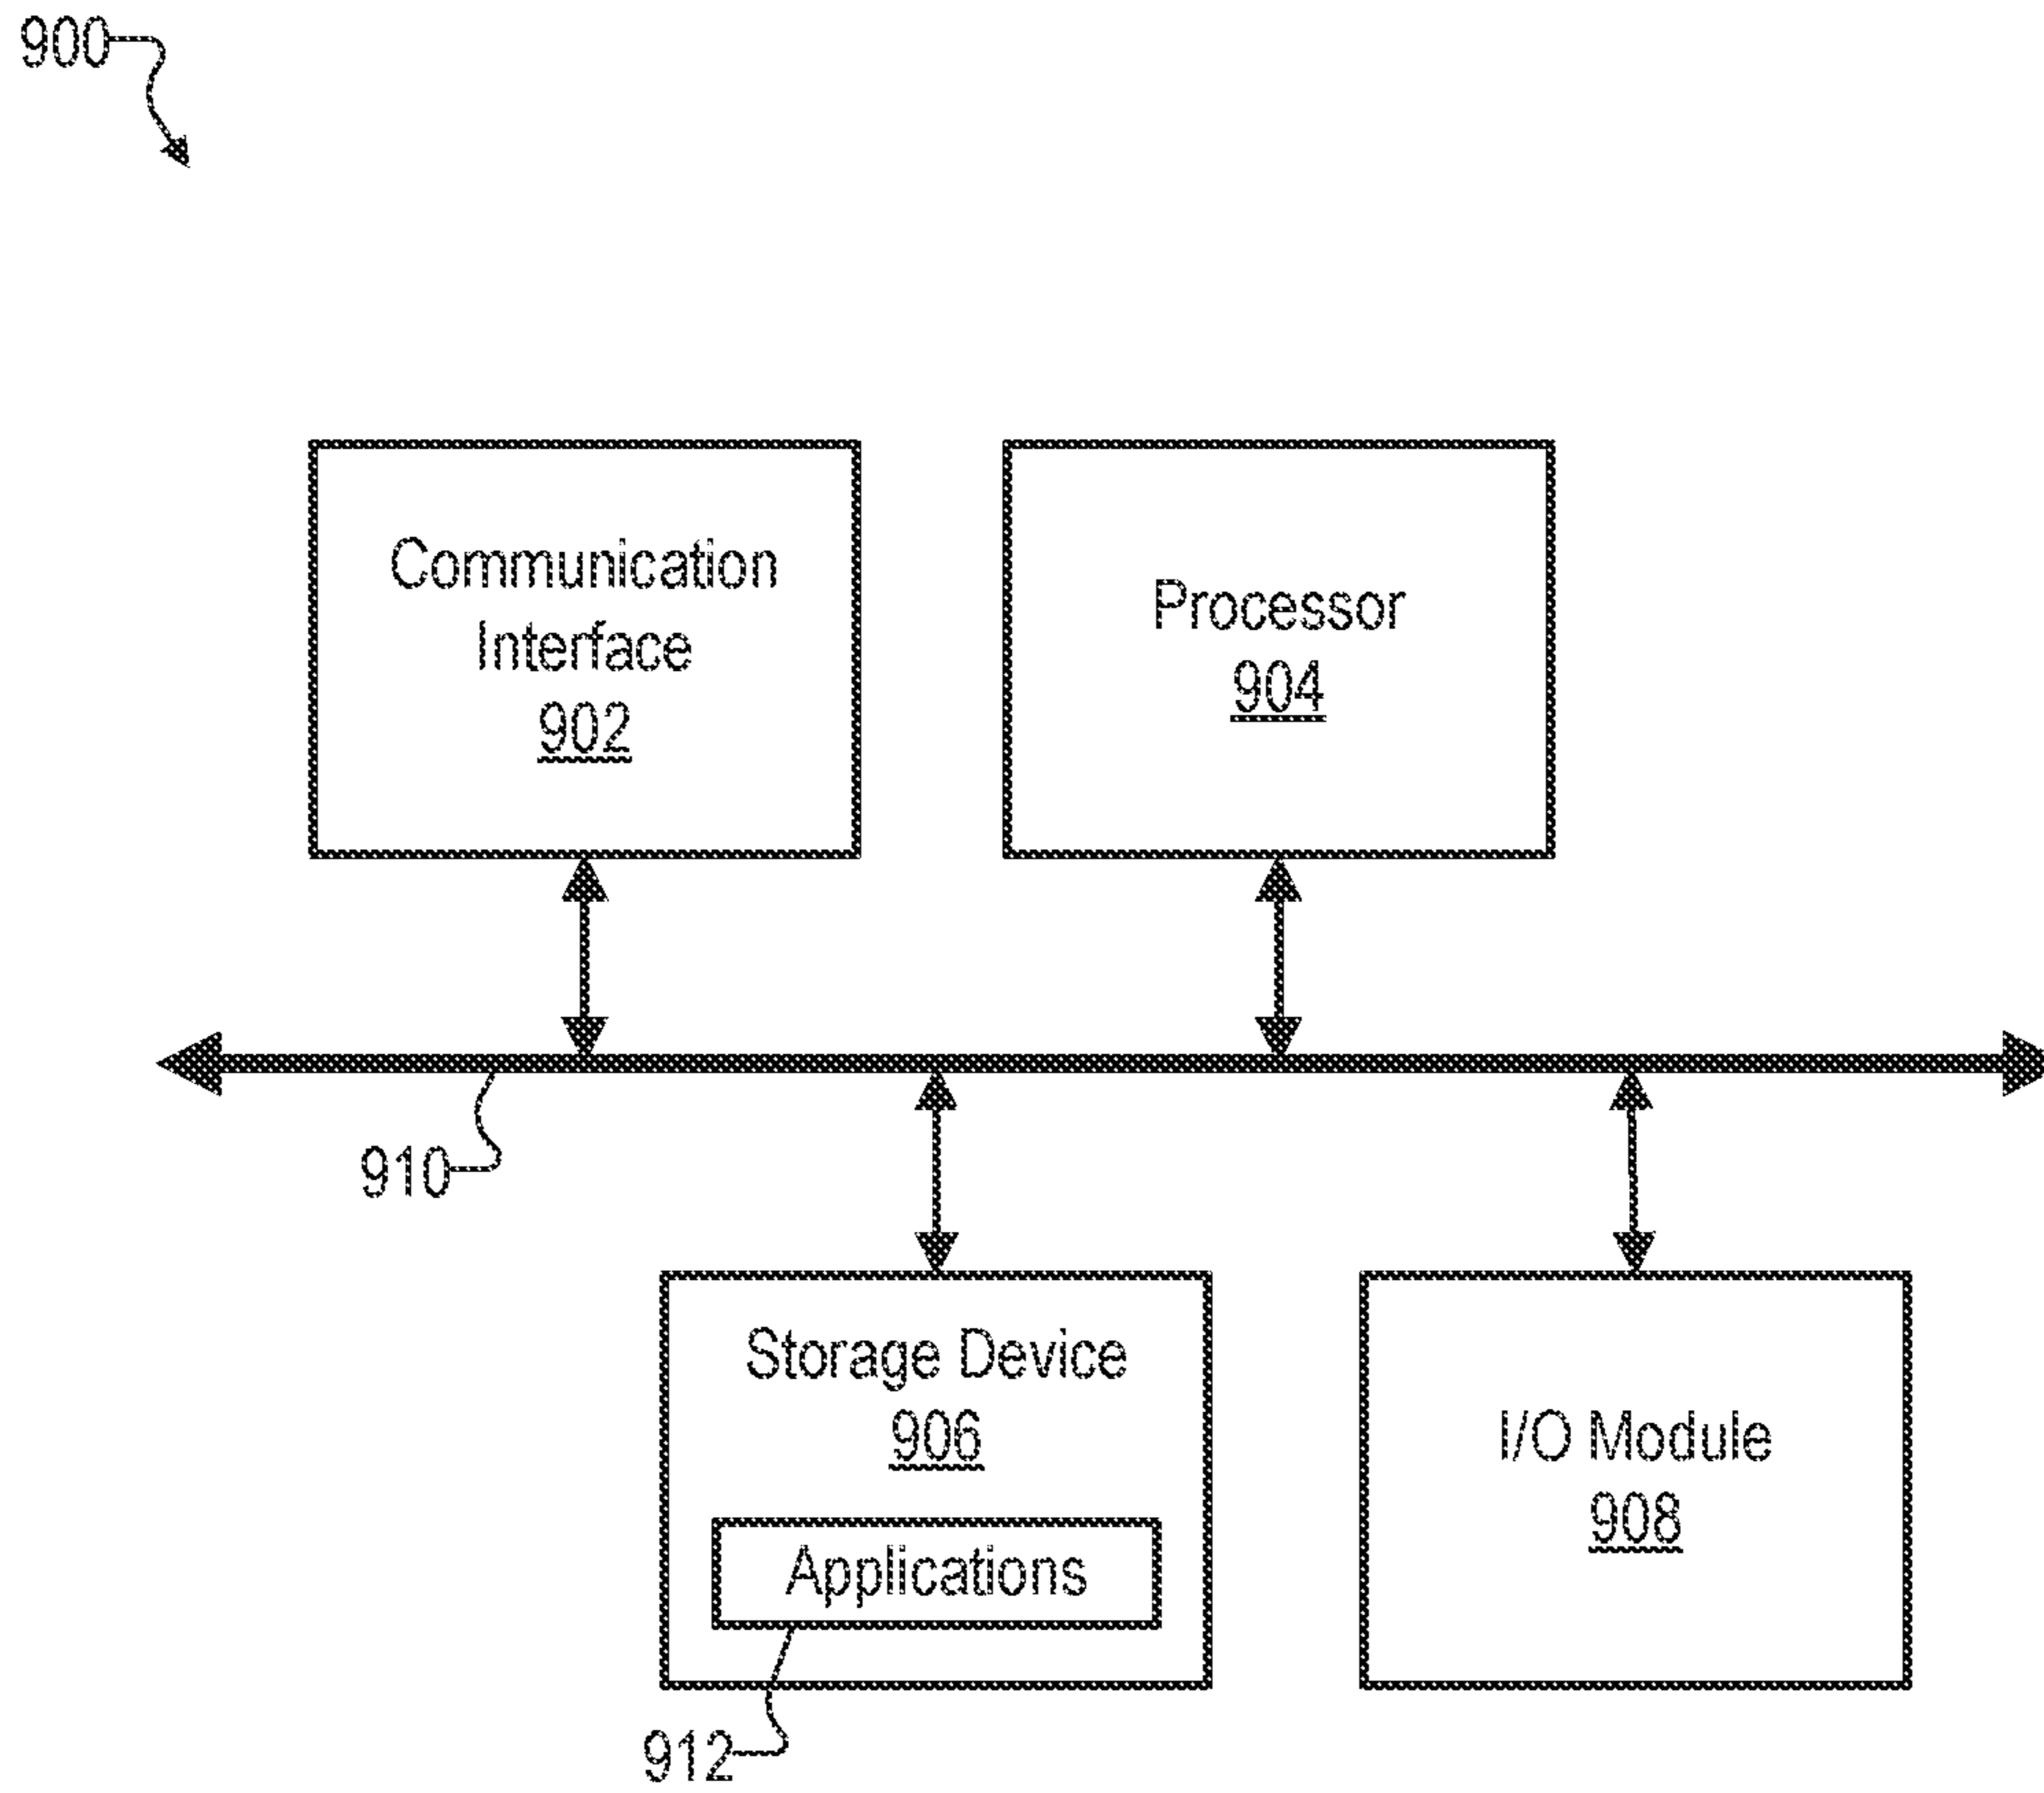 900
Communication
Interface
902
Processor
904
910
Storage Device
906
Applications
912
I/O Module
908